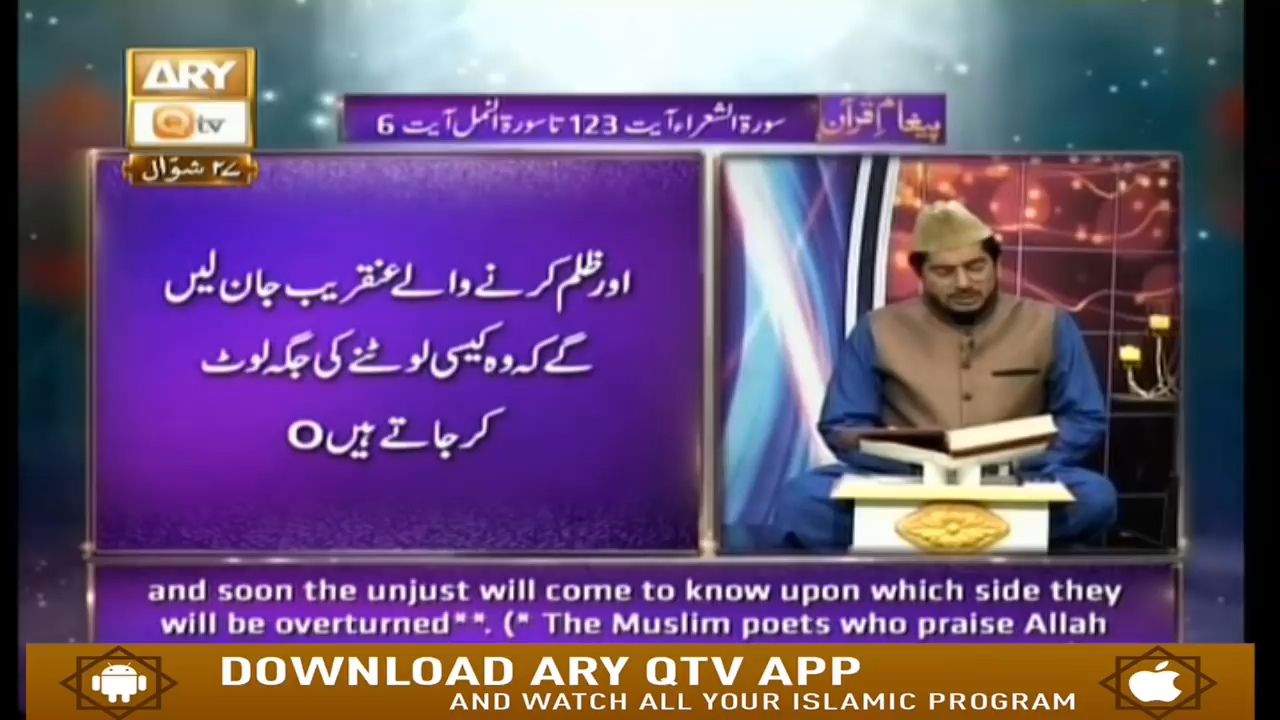 ARY
Qtv
۲۷ شوّال
پیغامِ قرآن
سورۃ الشعراء آیت 123 تا سورۃ النمل آیت 6
اور ظلم کرنے والے عنقریب جان لیں
گے کہ وہ کیسی لوٹنے کی جگہ لوٹ
کر جاتے ہیںO
and soon the unjust will come to know upon which side they
will be overturned**. (* The Muslim poets who praise Allah
DOWNLOAD ARY QTV APP
AND WATCH ALL YOUR ISLAMIC PROGRAM